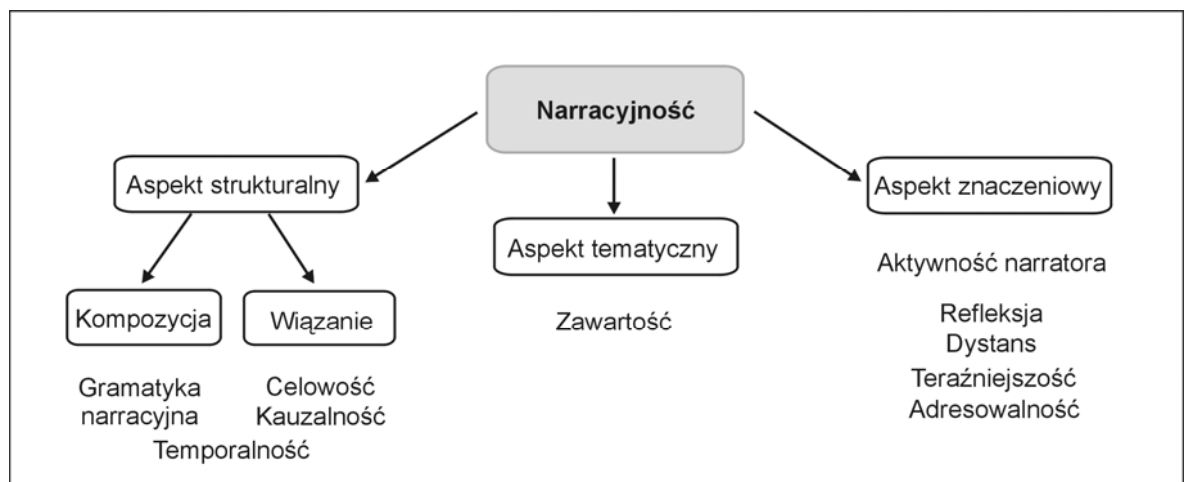 Narracyjność
Aspekt strukturalny
Aspekt tematyczny
Aspekt znaczeniowy
Kompozycja
Wiązanie
Gramatyka
narracyjna
Celowość
Kauzalność
Temporalność
Zawartość
Aktywność narratora
Refleksja
Dystans
Teraźniejszość
Adresowalność